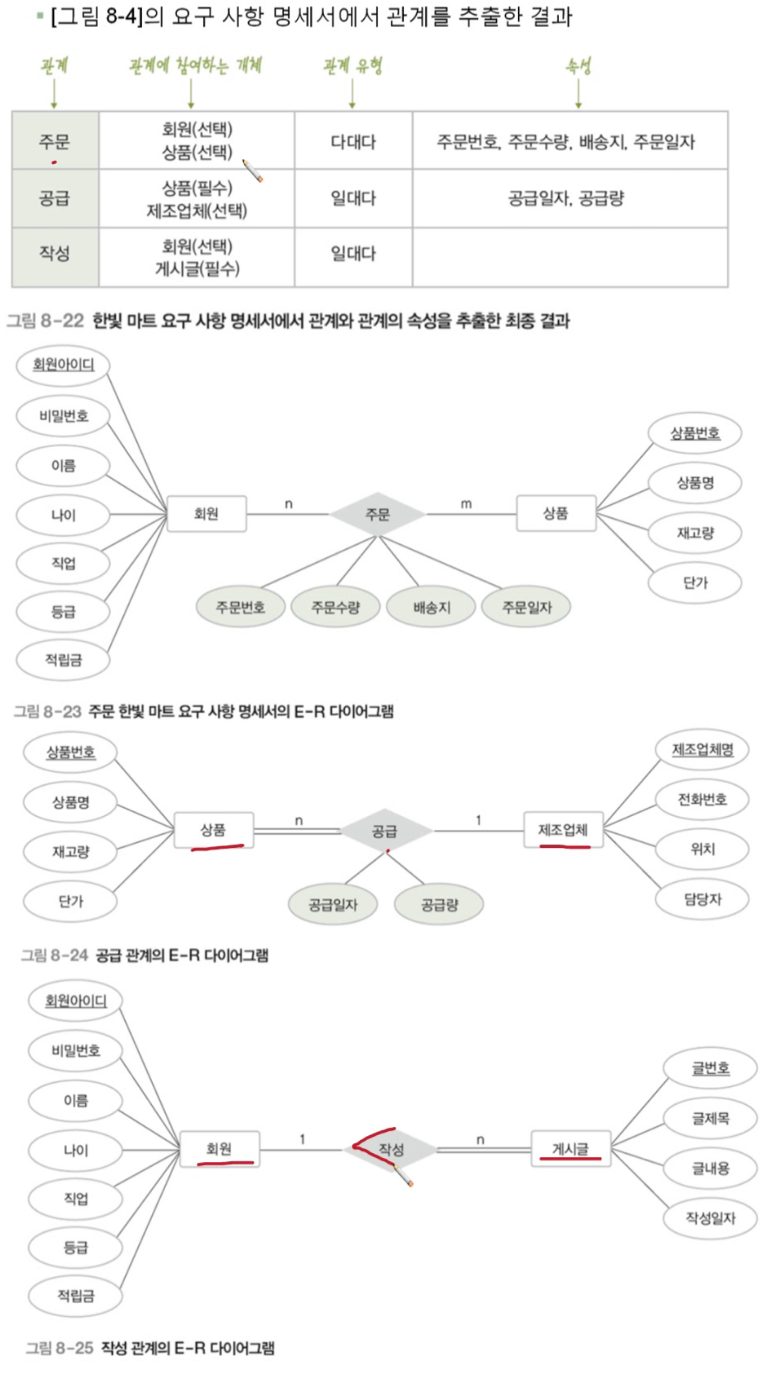 [그림 8-4]의 요구 사항 명세서에서 관계를 추출한 결과
관계 관계에 참여하는 개체 관계 유형 속성
주문 회원(선택) 상품(선택) 다대다 주문번호, 주문수량, 배송지, 주문일자
공급 상품(필수) 제조업체(선택) 일대다 공급일자, 공급량
작성 회원(선택) 게시글(필수) 일대다
그림 8-22 한빛 마트 요구 사항 명세서에서 관계와 관계의 속성을 추출한 최종 결과
회원아이디
비밀번호
이름
나이
직업
등급
적립금
회원
n
주문
m
상품
상품번호
상품명
재고량
단가
주문번호
주문수량
배송지
주문일자
그림 8-23 주문 한빛 마트 요구 사항 명세서의 E-R 다이어그램
상품번호
상품명
재고량
단가
상품
n
공급
1
제조업체
제조업체명
전화번호
위치
담당자
공급일자
공급량
그림 8-24 공급 관계의 E-R 다이어그램
회원아이디
비밀번호
이름
나이
직업
등급
적립금
회원
1
작성
n
게시글
글번호
글제목
글내용
작성일자
그림 8-25 작성 관계의 E-R 다이어그램